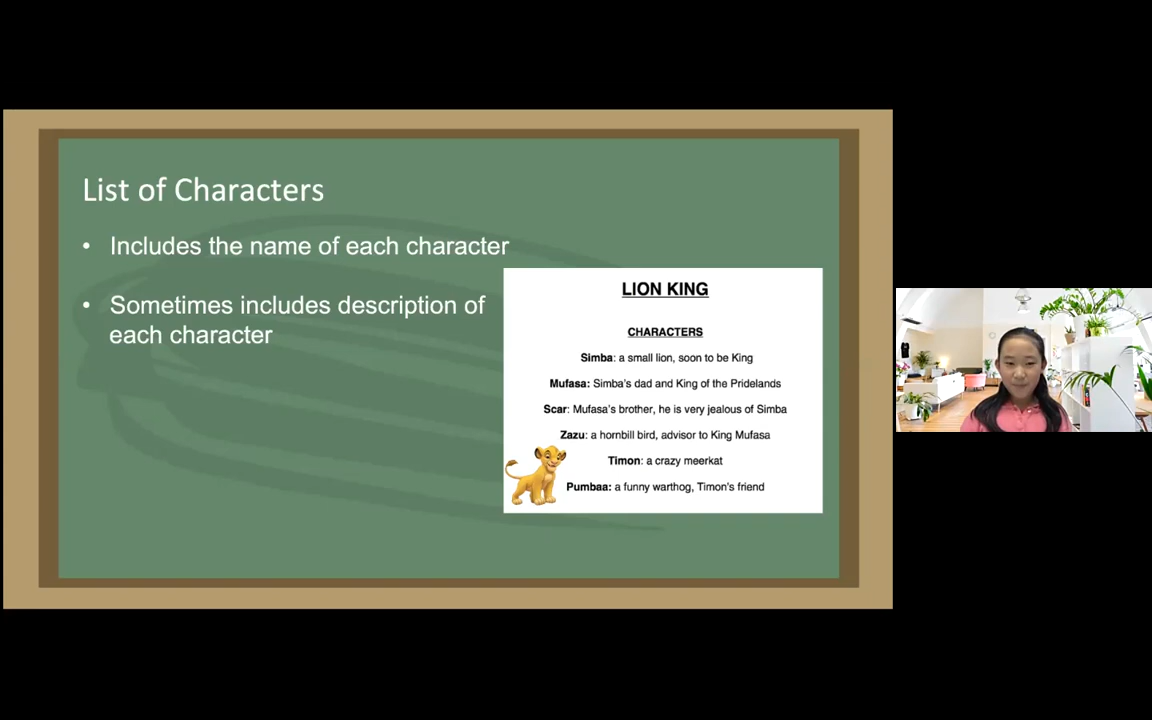 List of Characters
• Includes the name of each character
• Sometimes includes description of
each character
LION KING
CHARACTERS
Simba: a small lion, soon to be King
Mufasa: Simba's dad and King of the Pridelands
Scar: Mufasa's brother, he is very jealous of Simba
Zazu: a hornbill bird, advisor to King Mufasa
Timon: a crazy meerkat
Pumbaa: a funny warthog, Timon's friend